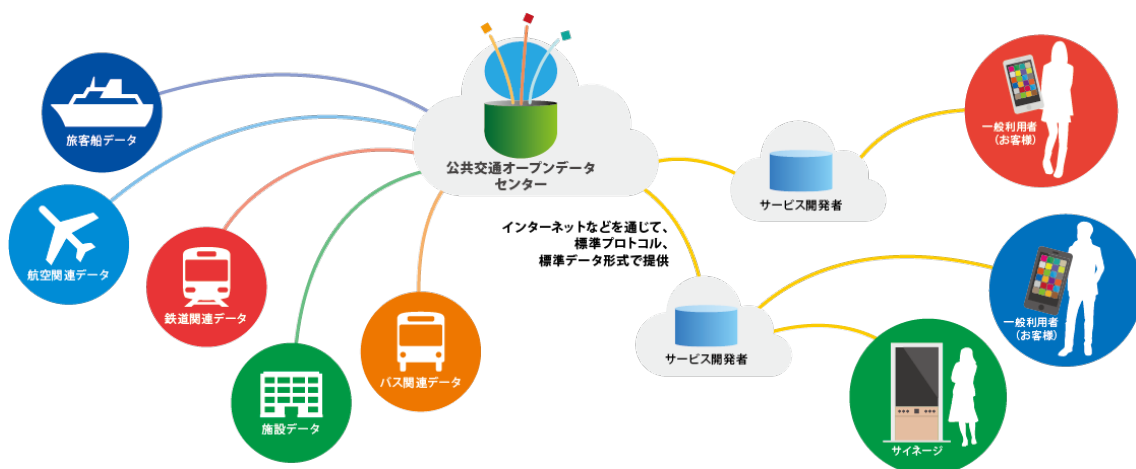 旅客船データ
航空関連データ
鉄道関連データ
施設データ
バス関連データ
公共交通オープンデータ
センター
インターネットなどを通じて、
標準プロトコル、
標準データ形式で提供
サービス開発者
サービス開発者
一般利用者
(お客様)
一般利用者
(お客様)
サイネージ